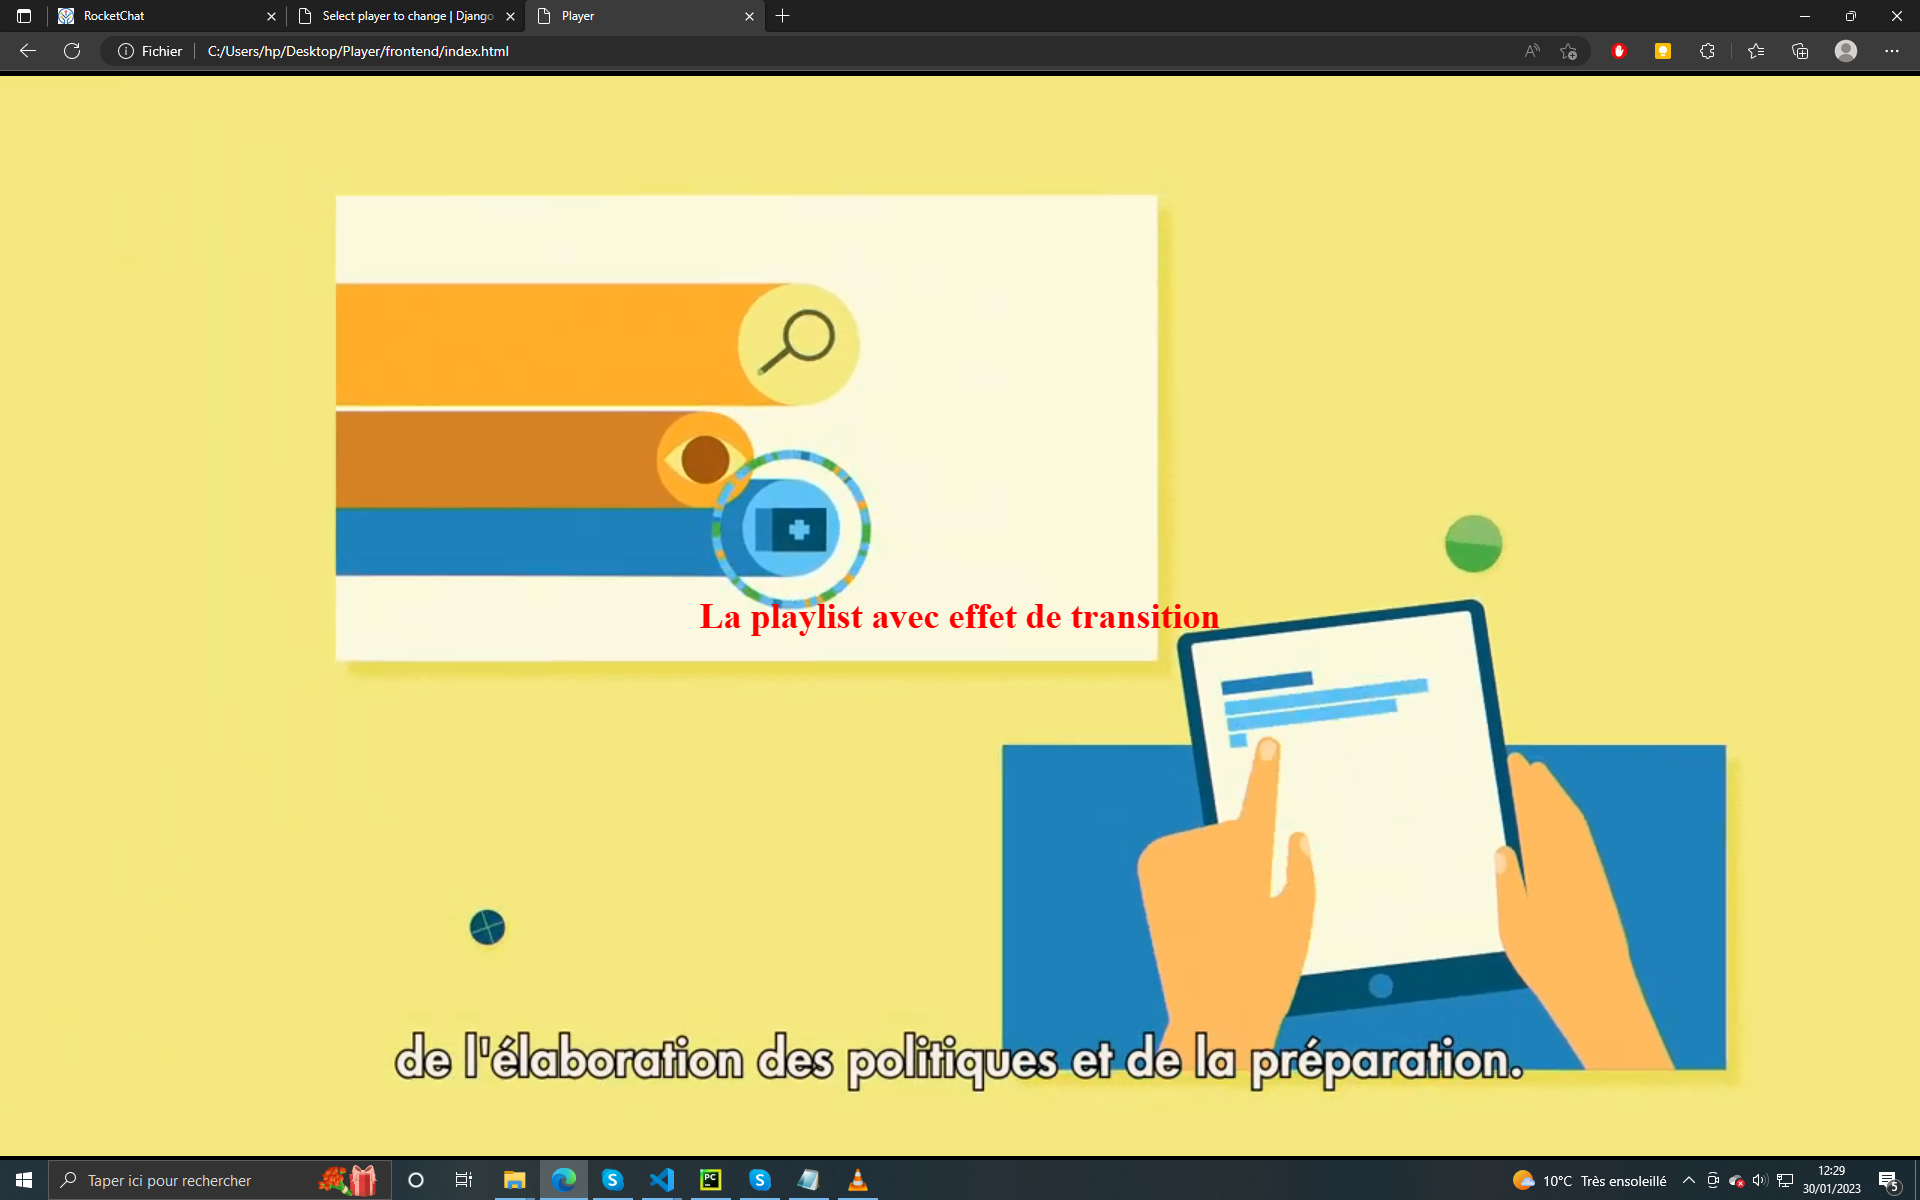 RocketChat
Select player to change | Django
Player
Fichier
C:/Users/hp/Desktop/Player/frontend/index.html
La playlist avec effet de transition
de l'élaboration des politiques et de la préparation.
Taper ici pour rechercher
10°C Très ensoleillé
12:29
30/01/2023
5